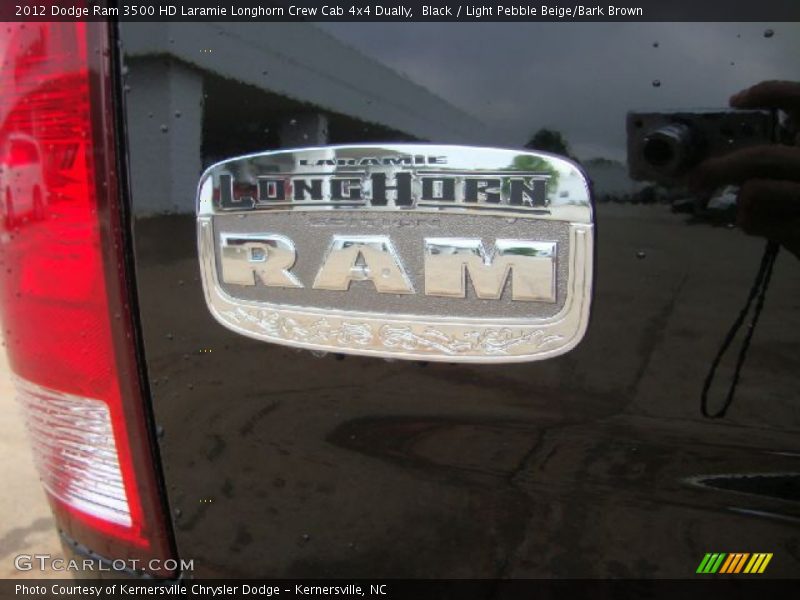 2012 Dodge Ram 3500 HD Laramie Longhorn Crew Cab 4x4 Dually,  Black / Light Pebble Beige/Bark Brown
LARAMIE
LONGHORN
RAM
GTCARLOT.COM
Photo Courtesy of Kernersville Chrysler Dodge – Kernersville, NC